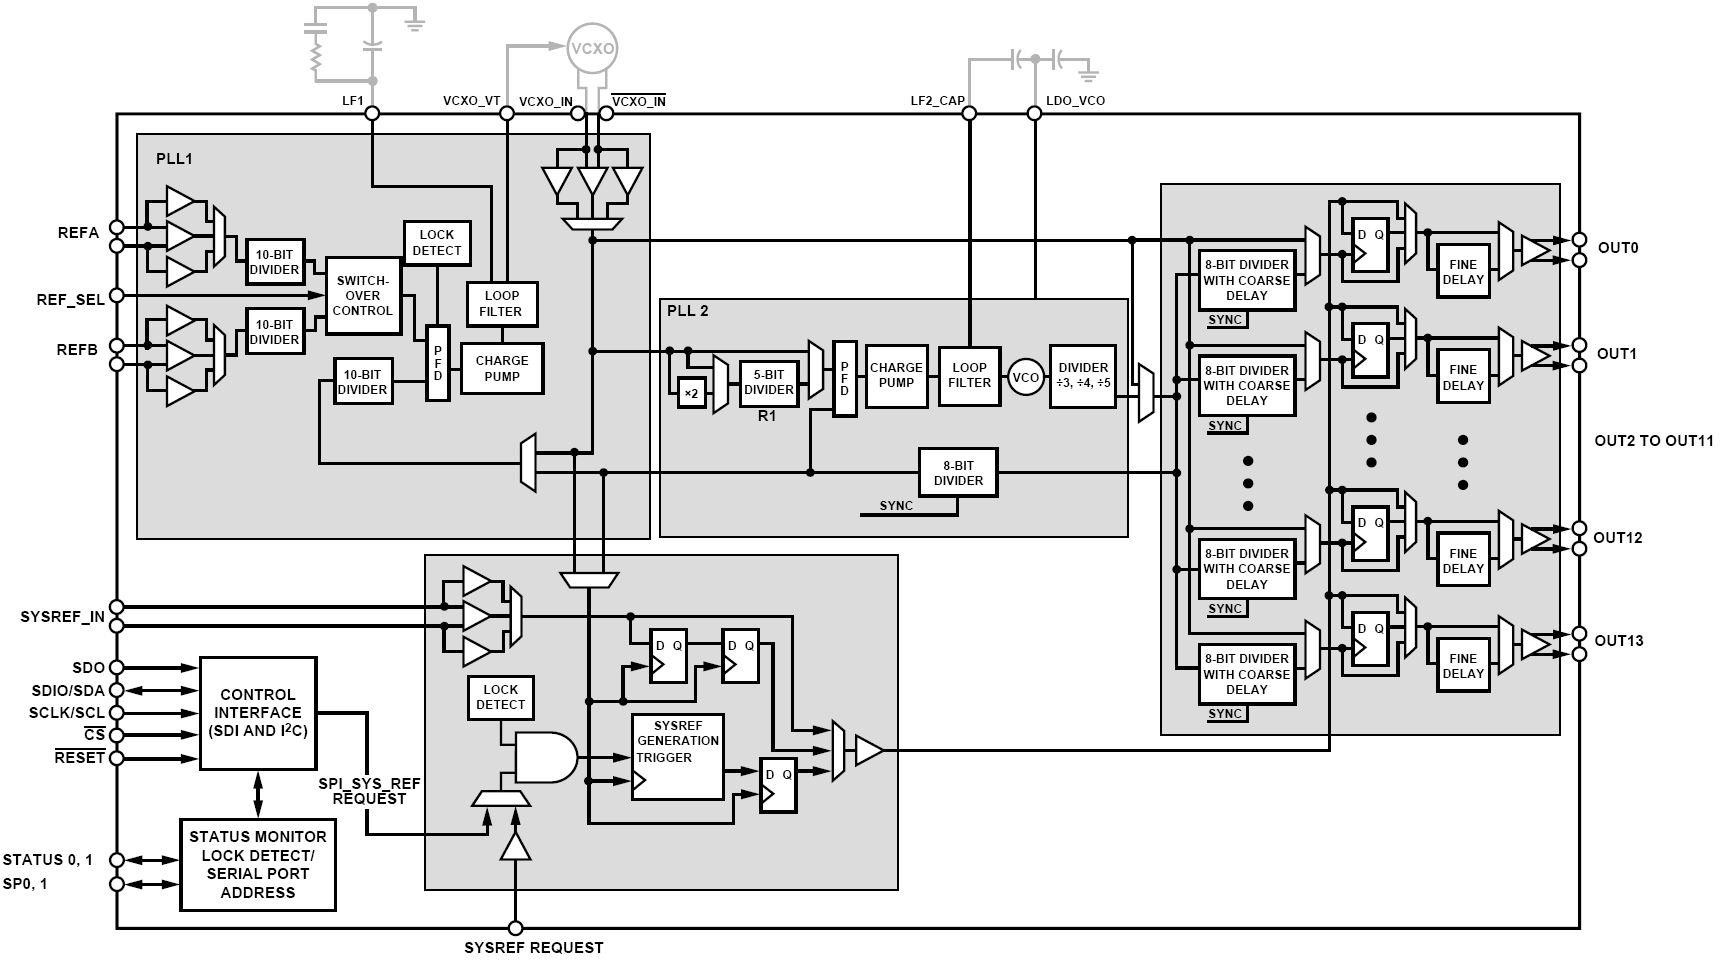 VCXO
LF1
VCXO_VT
VCXO_IN
VCXO_IN
LF2_CAP
LDO_VCO
PLL1
REFA
REF_SEL
REFB
10-BIT
DIVIDER
10-BIT
DIVIDER
SWITCH-
OVER
CONTROL
LOCK
DETECT
LOOP
FILTER
P
F
D
CHARGE
PUMP
10-BIT
DIVIDER
PLL 2
×2
5-BIT
DIVIDER
R1
P
F
D
CHARGE
PUMP
LOOP
FILTER
VCO
DIVIDER
÷3, ÷4, ÷5
8-BIT
DIVIDER
SYNC
8-BIT DIVIDER
WITH COARSE
DELAY
SYNC
D Q
FINE
DELAY
OUT0
8-BIT DIVIDER
WITH COARSE
DELAY
SYNC
D Q
FINE
DELAY
OUT1
OUT2 TO OUT11
8-BIT DIVIDER
WITH COARSE
DELAY
SYNC
D Q
FINE
DELAY
OUT12
8-BIT DIVIDER
WITH COARSE
DELAY
SYNC
D Q
FINE
DELAY
OUT13
SYSREF_IN
SDO
SDIO/SDA
SCLK/SCL
CS
RESET
CONTROL
INTERFACE
(SDI AND I²C)
SPI_SYS_REF
REQUEST
STATUS 0, 1
SP0, 1
STATUS MONITOR
LOCK DETECT/
SERIAL PORT
ADDRESS
D Q
D Q
LOCK
DETECT
SYSREF
GENERATION
TRIGGER
D Q
SYSREF REQUEST